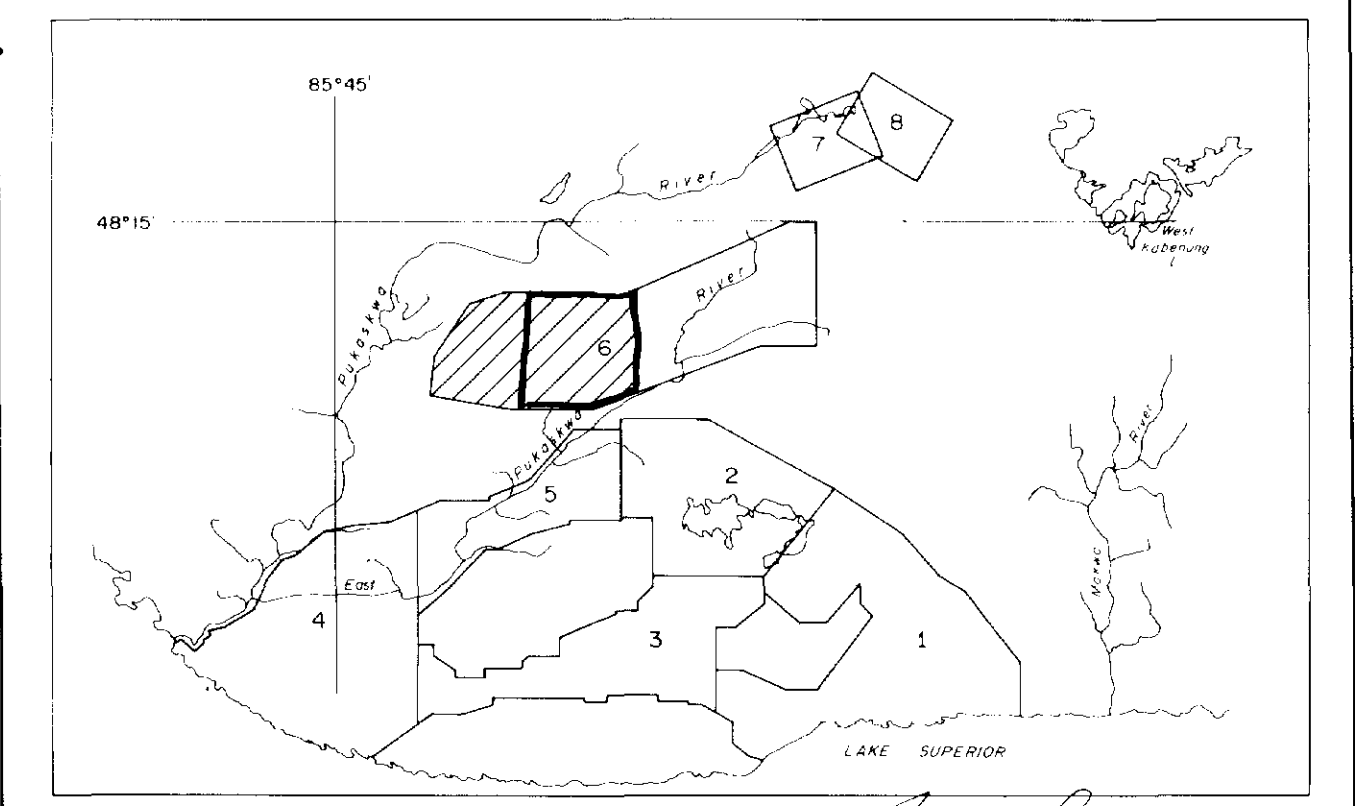 85°45'
8
7
River
48°15'
West
Kabenung
L
River
Pukaskwa
6
Pukaskwa
River
2
5
Mokwa
East
4
3
1
LAKE SUPERIOR